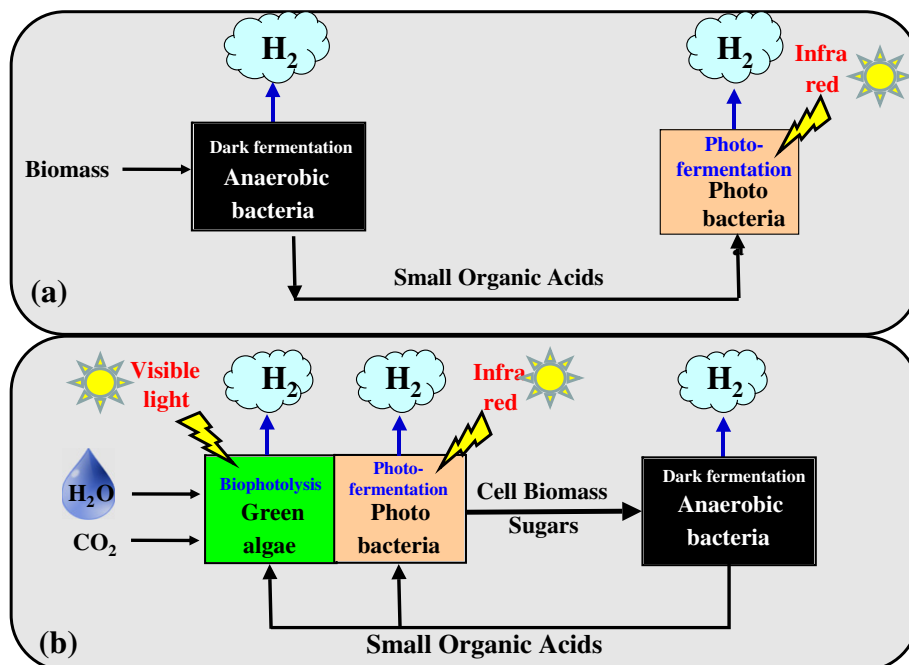 H2
H2
Infra
red
Biomass
Dark fermentation
Anaerobic
bacteria
Photo-
fermentation
Photo
bacteria
Small Organic Acids
(a)
Visible
light
H2
H2
Infra
red
H2
H2O
CO2
Biophotolysis
Green
algae
Photo-
fermentation
Photo
bacteria
Cell Biomass
Sugars
Dark fermentation
Anaerobic
bacteria
Small Organic Acids
(b)